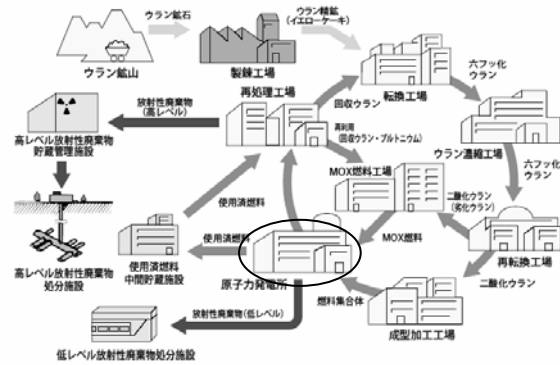 ウラン鉱石
ウラン精鉱
(イエローケーキ)
ウラン鉱山
製錬工場
転換工場
六フッ化
ウラン
再処理工場
回収ウラン
放射性廃棄物
(高レベル)
再利用
(回収ウラン・プルトニウム)
高レベル放射性廃棄物
貯蔵管理施設
ウラン濃縮工場
MOX燃料工場
六フッ化
ウラン
二酸化ウラン
(劣化ウラン)
使用済燃料
使用済燃料
MOX燃料
再転換工場
高レベル放射性廃棄物
処分施設
使用済燃料
中間貯蔵施設
原子力発電所
二酸化ウラン
燃料集合体
放射性廃棄物(低レベル)
成型加工工場
低レベル放射性廃棄物処分施設